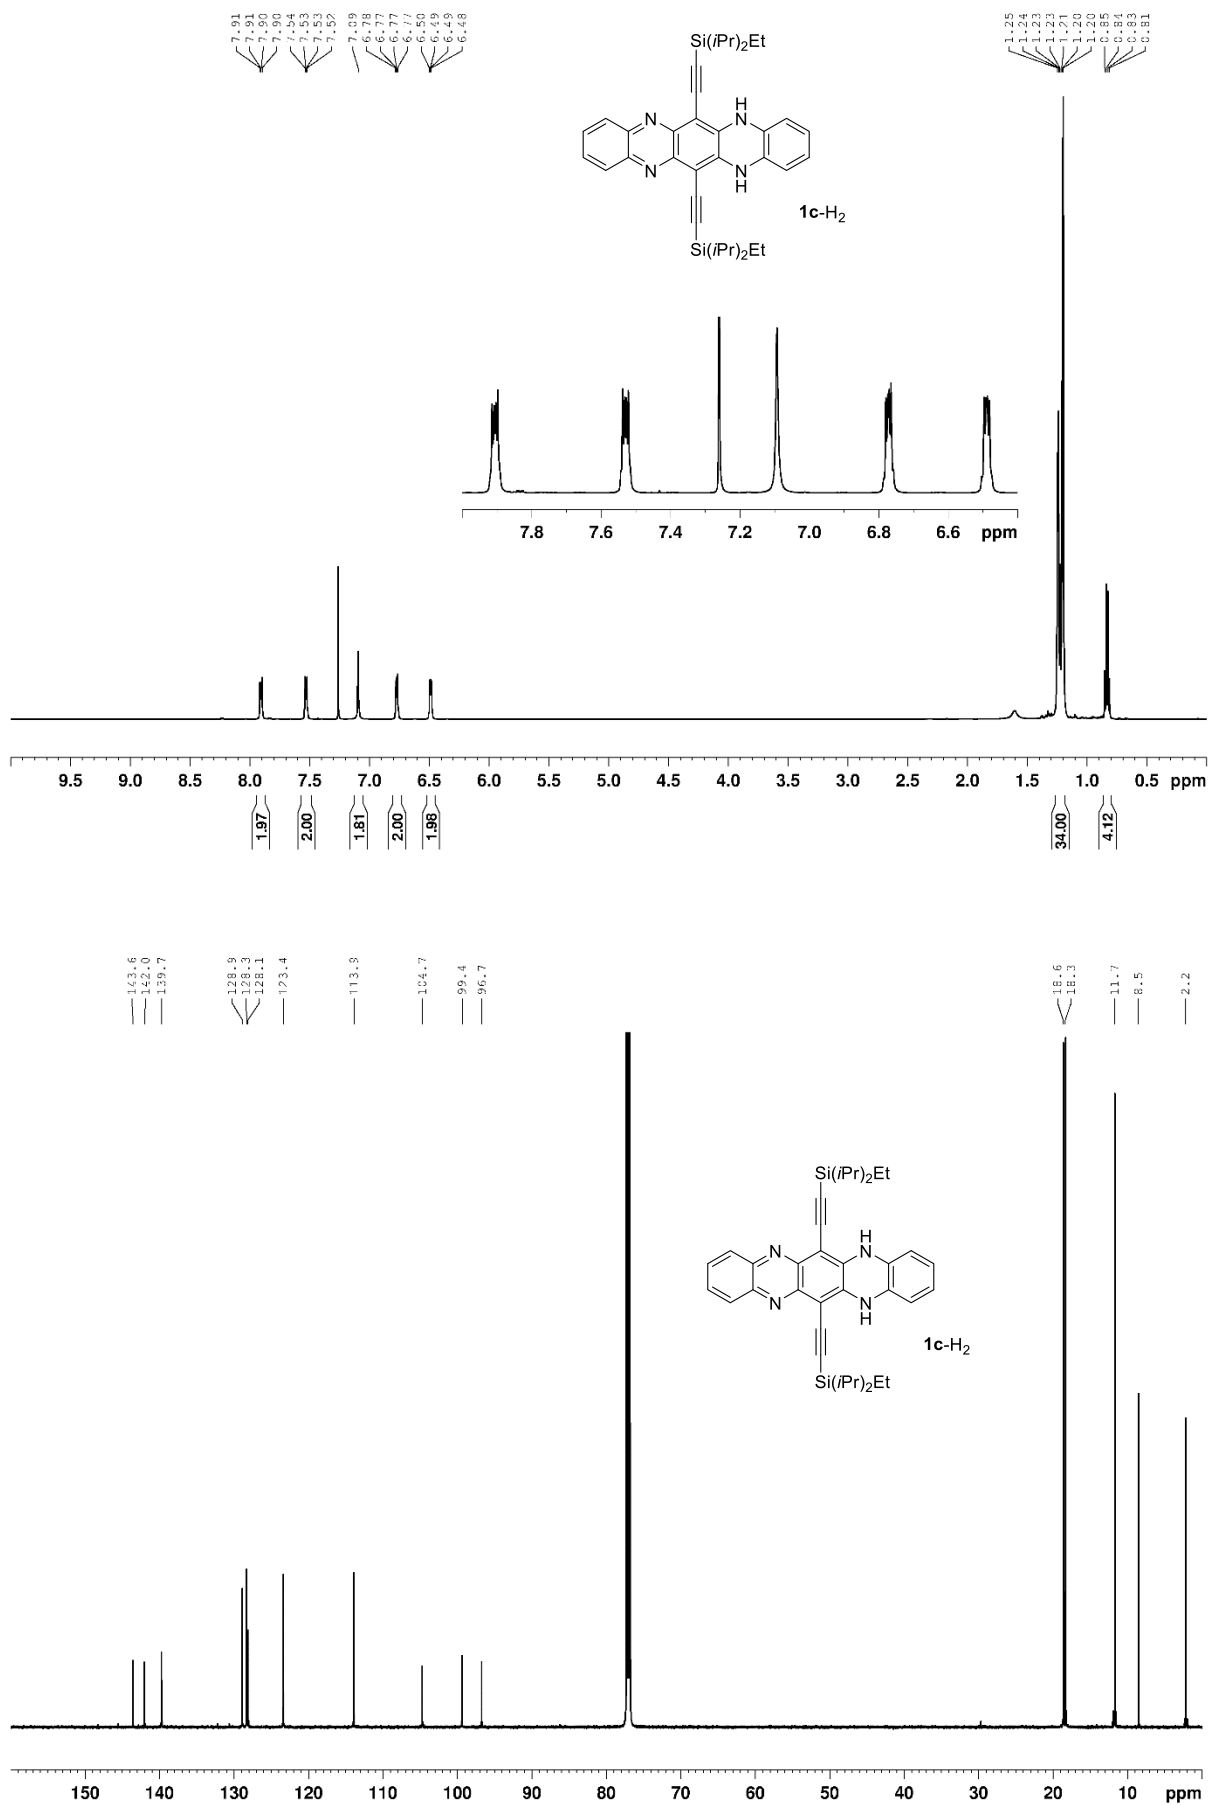 7.91 7.91 7.90 7.90 7.54 7.53 7.53 7.52 7.09 6.78 6.77 6.77 6.77 6.50 6.49 6.49 6.48 1.25 1.24 1.23 1.23 1.21 1.20 1.20 0.85 0.84 0.83 0.81
Si(iPr)2Et
H
N N
N N
H
1c-H2
Si(iPr)2Et
7.8 7.6 7.4 7.2 7.0 6.8 6.6 ppm
9.5 9.0 8.5 8.0 7.5 7.0 6.5 6.0 5.5 5.0 4.5 4.0 3.5 3.0 2.5 2.0 1.5 1.0 0.5 ppm
1.97 2.00 1.81 2.00 1.98 34.00 4.12
143.6 142.0 139.7 128.9 128.3 128.1 123.4 113.9 104.7 99.4 96.7 18.6 18.3 11.7 8.5 2.2
Si(iPr)2Et
H
N N
N N
H
1c-H2
Si(iPr)2Et
150 140 130 120 110 100 90 80 70 60 50 40 30 20 10 ppm